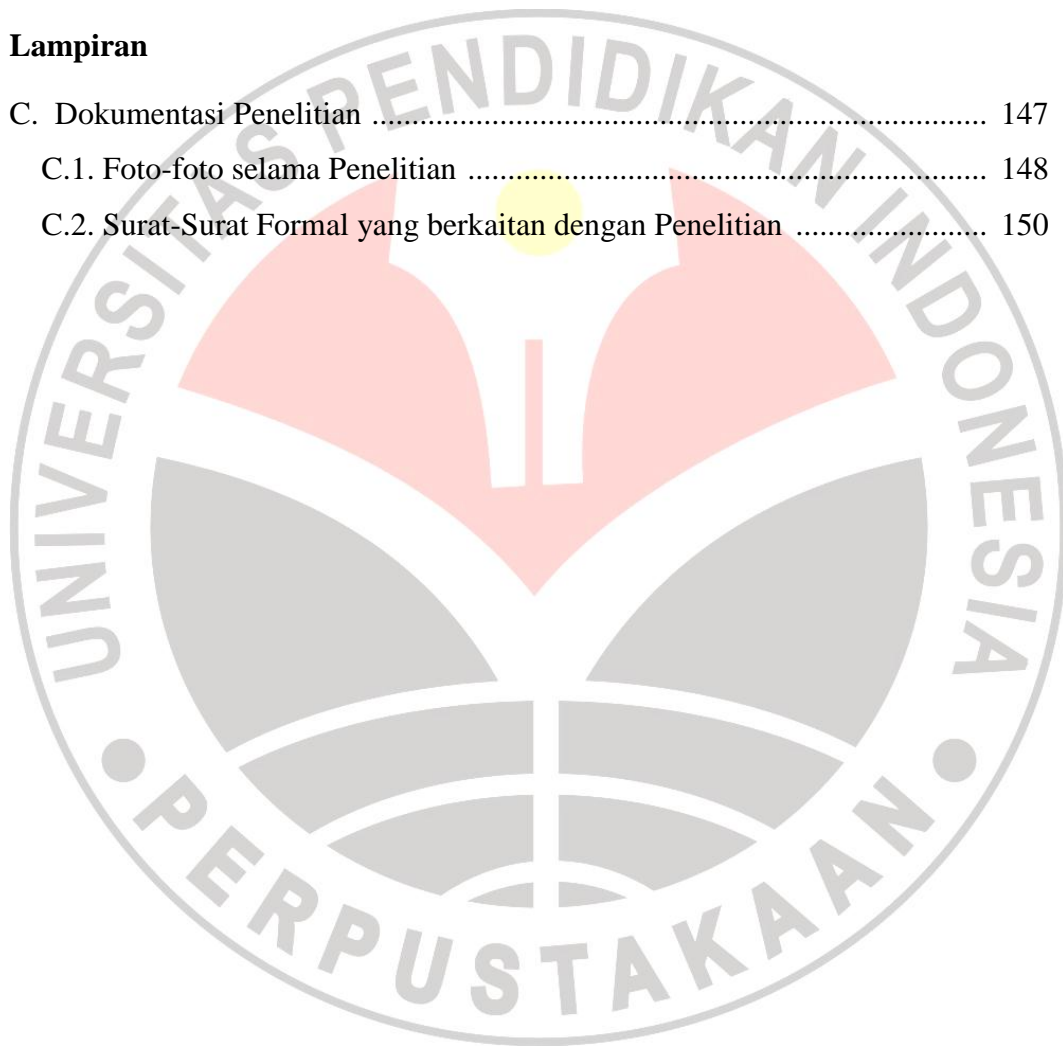 Lampiran
C. Dokumentasi Penelitian ........................................................................ 147
C.1. Foto-foto selama Penelitian ............................................................. 148
C.2. Surat-Surat Formal yang berkaitan dengan Penelitian ....................... 150
UNIVERSITAS PENDIDIKAN INDONESIA
PERPUSTAKAAN